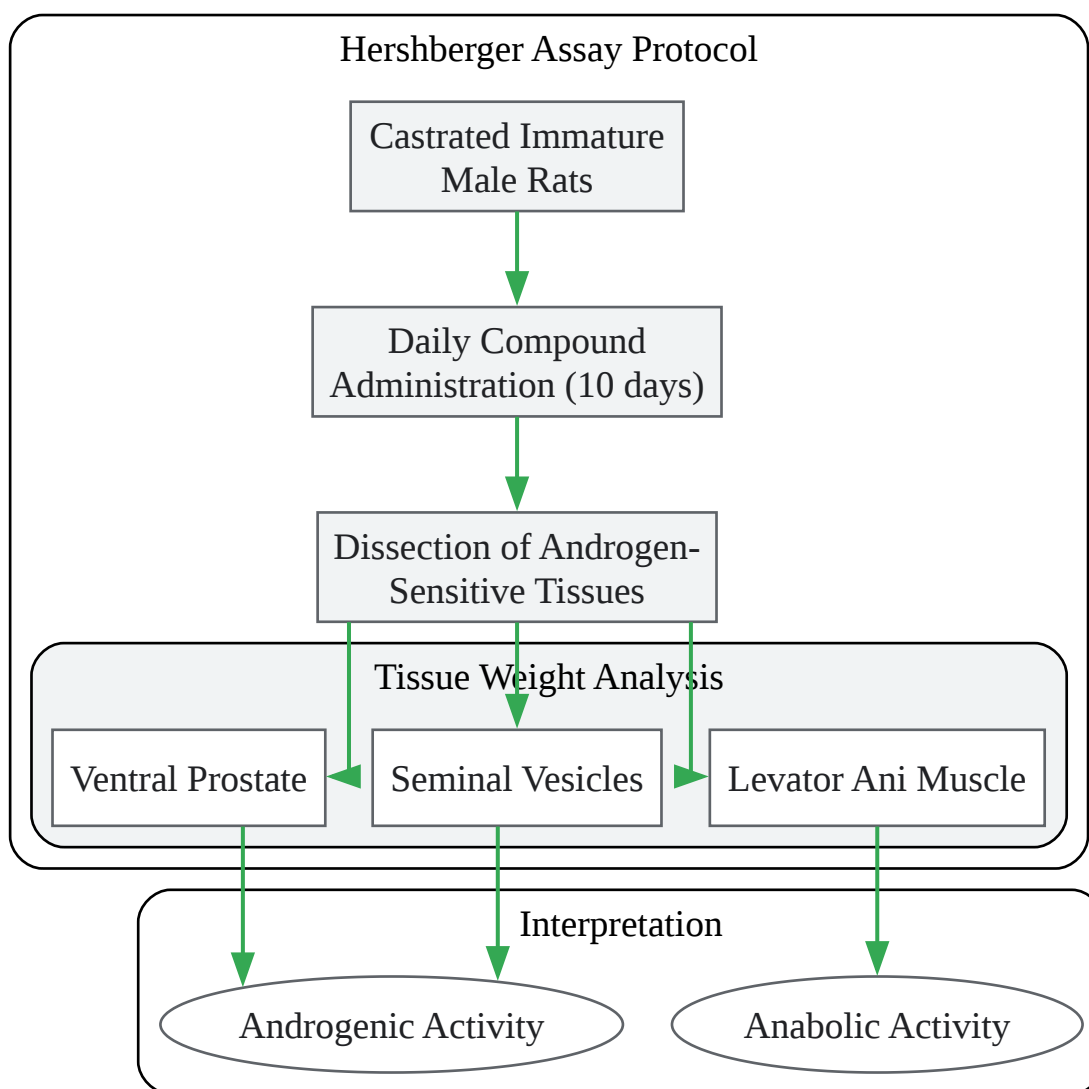 Hershberger Assay Protocol
Castrated Immature
Male Rats
Daily Compound
Administration (10 days)
Dissection of Androgen-
Sensitive Tissues
Tissue Weight Analysis
Ventral Prostate
Seminal Vesicles
Levator Ani Muscle
Interpretation
Androgenic Activity
Anabolic Activity